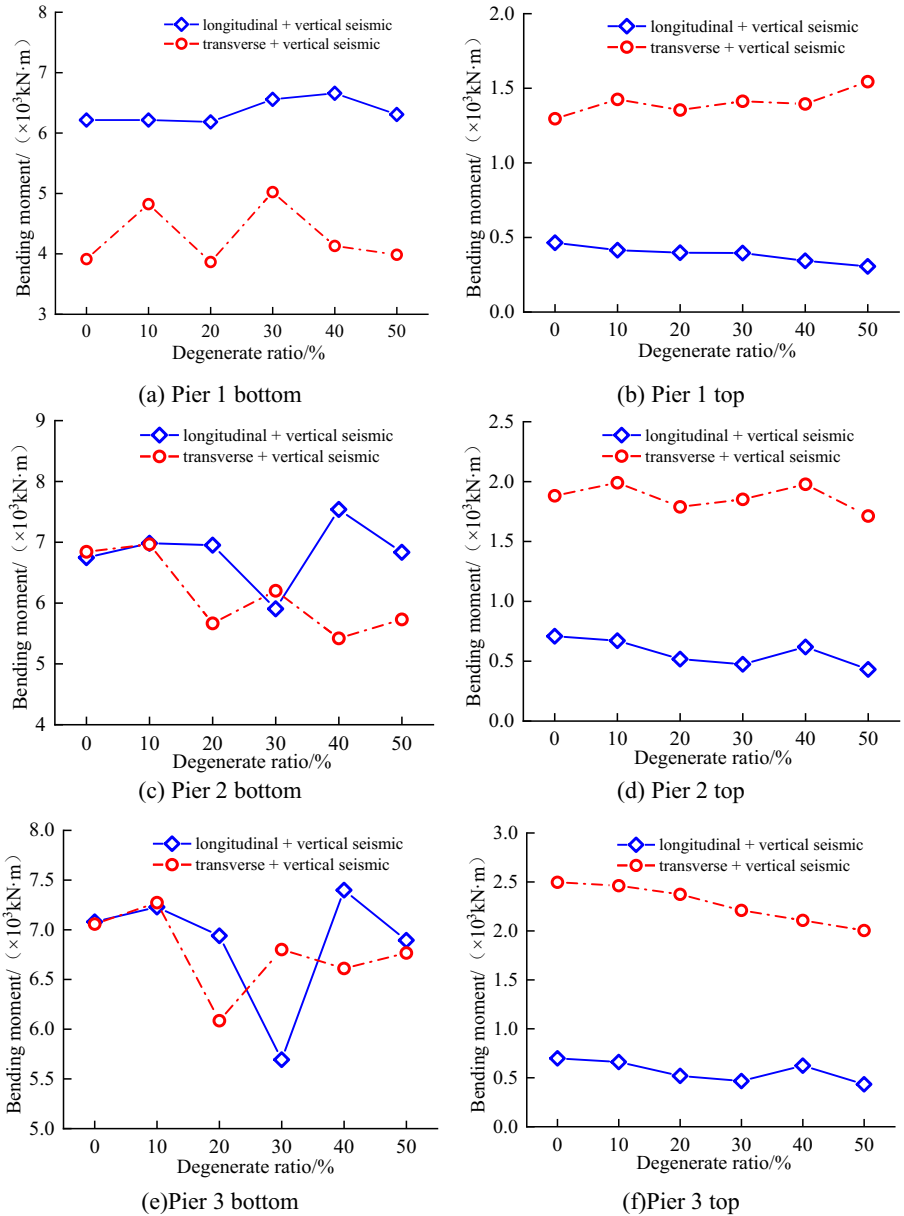 longitudinal + vertical seismic
transverse + vertical seismic
Bending moment/（×10³kN·m）
8
7
6
5
4
3
0 10 20 30 40 50
Degenerate ratio/%
(a) Pier 1 bottom
longitudinal + vertical seismic
transverse + vertical seismic
Bending moment/（×10³kN·m）
2.0
1.5
1.0
0.5
0.0
0 10 20 30 40 50
Degenerate ratio/%
(b) Pier 1 top
longitudinal + vertical seismic
transverse + vertical seismic
Bending moment/（×10³kN·m）
9
8
7
6
5
4
0 10 20 30 40 50
Degenerate ratio/%
(c) Pier 2 bottom
longitudinal + vertical seismic
transverse + vertical seismic
Bending moment/（×10³kN·m）
2.5
2.0
1.5
1.0
0.5
0.0
0 10 20 30 40 50
Degenerate ratio/%
(d) Pier 2 top
longitudinal + vertical seismic
transverse + vertical seismic
Bending moment/（×10³kN·m）
8.0
7.5
7.0
6.5
6.0
5.5
5.0
0 10 20 30 40 50
Degenerate ratio/%
(e)Pier 3 bottom
longitudinal + vertical seismic
transverse + vertical seismic
Bending moment/（×10³kN·m）
3.0
2.5
2.0
1.5
1.0
0.5
0.0
0 10 20 30 40 50
Degenerate ratio/%
(f)Pier 3 top